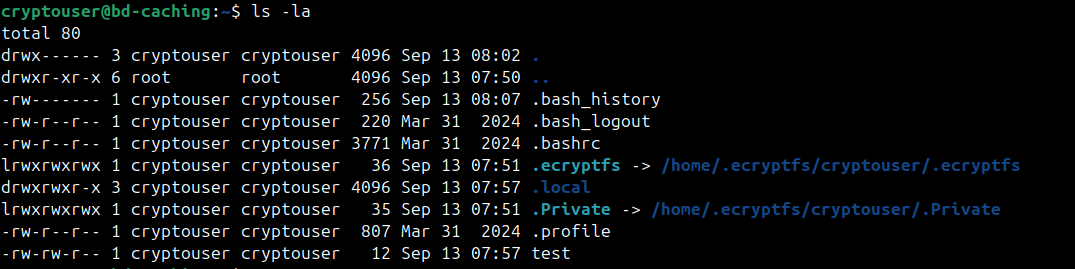 cryptouser@bd-caching:~$ ls -la
total 80
drwx------ 3 cryptouser cryptouser 4096 Sep 13 08:02 .
drwxr-xr-x 6 root       root       4096 Sep 13 07:50 ..
-rw------- 1 cryptouser cryptouser  256 Sep 13 08:07 .bash_history
-rw-r--r-- 1 cryptouser cryptouser  220 Mar 31  2024 .bash_logout
-rw-r--r-- 1 cryptouser cryptouser 3771 Mar 31  2024 .bashrc
lrwxrwxrwx 1 cryptouser cryptouser   36 Sep 13 07:51 .ecryptfs -> /home/.ecryptfs/cryptouser/.ecryptfs
drwxrwxr-x 3 cryptouser cryptouser 4096 Sep 13 07:57 .local
lrwxrwxrwx 1 cryptouser cryptouser   35 Sep 13 07:51 .Private -> /home/.ecryptfs/cryptouser/.Private
-rw-r--r-- 1 cryptouser cryptouser  807 Mar 31  2024 .profile
-rw-rw-r-- 1 cryptouser cryptouser   12 Sep 13 07:57 test